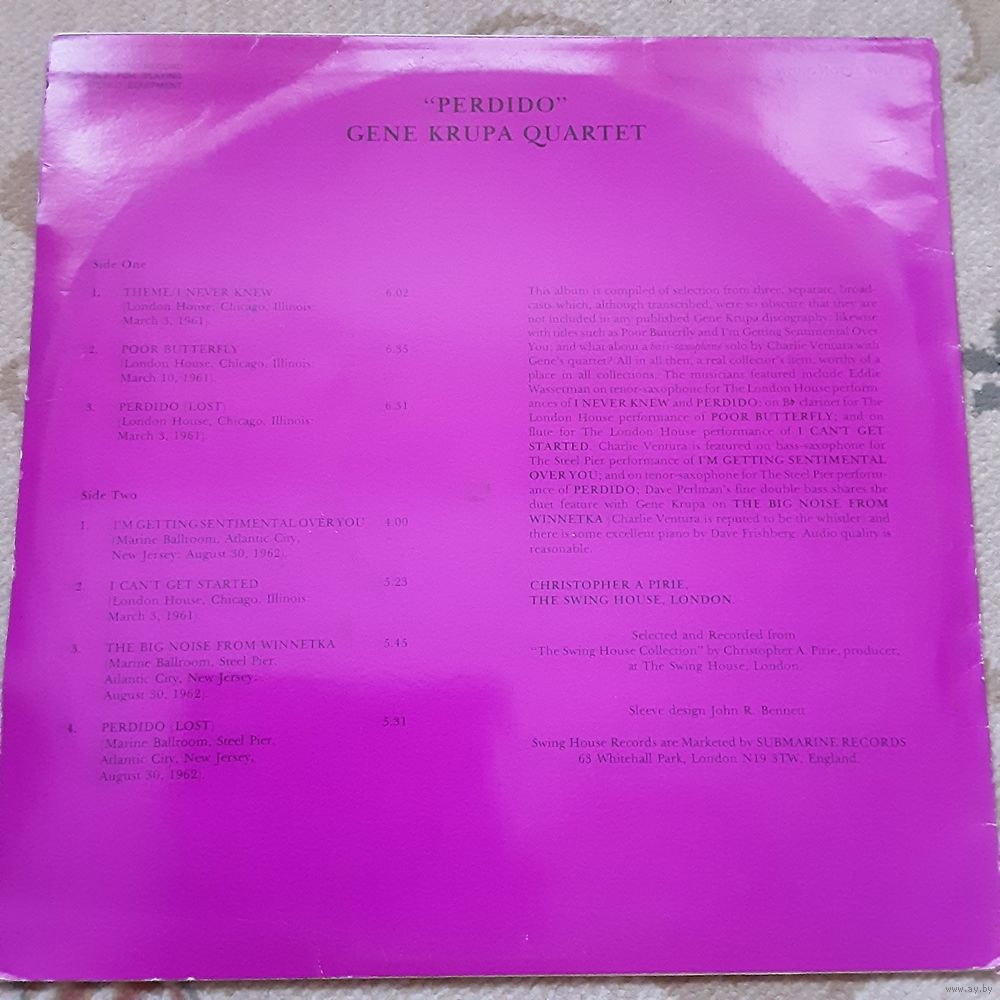 FOR PLAYING
EQUIPMENT
“PERDIDO”
GENE KRUPA QUARTET
Side One
1. THEME/I NEVER KNEW 6.02
(London House, Chicago, Illinois:
March 3, 1961).
2. POOR BUTTERFLY 6.35
(London House, Chicago, Illinois:
March 10, 1961).
3. PERDIDO (LOST) 6.31
(London House, Chicago, Illinois:
March 3, 1961).
Side Two
1. I'M GETTING SENTIMENTAL OVER YOU 4.00
(Marine Ballroom, Atlantic City,
New Jersey: August 30, 1962).
2. I CAN'T GET STARTED 5.23
(London House, Chicago, Illinois:
March 3, 1961)
3. THE BIG NOISE FROM WINNETKA 5.45
(Marine Ballroom, Steel Pier,
Atlantic City, New Jersey:
August 30, 1962).
4. PERDIDO (LOST) 5.31
(Marine Ballroom, Steel Pier,
Atlantic City, New Jersey,
August 30, 1962).
This album is compiled of selection from three, separate, broad-
casts which, although transcribed, were so obscure that they are
not included in any published Gene Krupa discography: likewise
with titles such as Poor Butterfly and I'm Getting Sentimental Over
You; and what about a bass-saxophone solo by Charlie Ventura with
Gene's quartet? All in all then, a real collector's item, worthy of a
place in all collections. The musicians featured include Eddie
Wasserman on tenor-saxophone for The London House perform-
ances of I NEVER KNEW and PERDIDO; on B♭ clarinet for The
London House performance of POOR BUTTERFLY; and on
flute for The London House performance of I CAN'T GET
STARTED. Charlie Ventura is featured on bass-saxophone for
The Steel Pier performance of I'M GETTING SENTIMENTAL
OVER YOU; and on tenor-saxophone for The Steel Pier perform-
ance of PERDIDO; Dave Perlman's fine double bass shares the
duet feature with Gene Krupa on THE BIG NOISE FROM
WINNETKA (Charlie Ventura is reputed to be the whistler) and
there is some excellent piano by Dave Frishberg. Audio quality is
reasonable.
CHRISTOPHER A PIRIE,
THE SWING HOUSE, LONDON.
Selected and Recorded from
“The Swing House Collection” by Christopher A. Pirie, producer,
at The Swing House, London.
Sleeve design John R. Bennett
Swing House Records are Marketed by SUBMARINE RECORDS
63 Whitehall Park, London N19 3TW, England.
www.ay.by